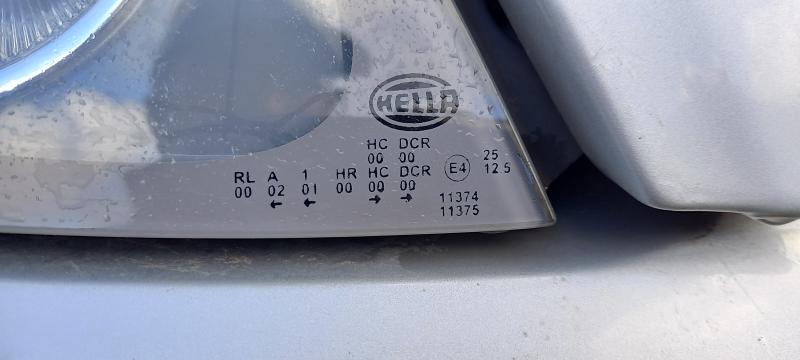 HELLA
HC DCR
00 00
RL A 1 HR HC DCR
00 02 01 00 00 00
← ← → →
E4
25
12.5
11374
11375